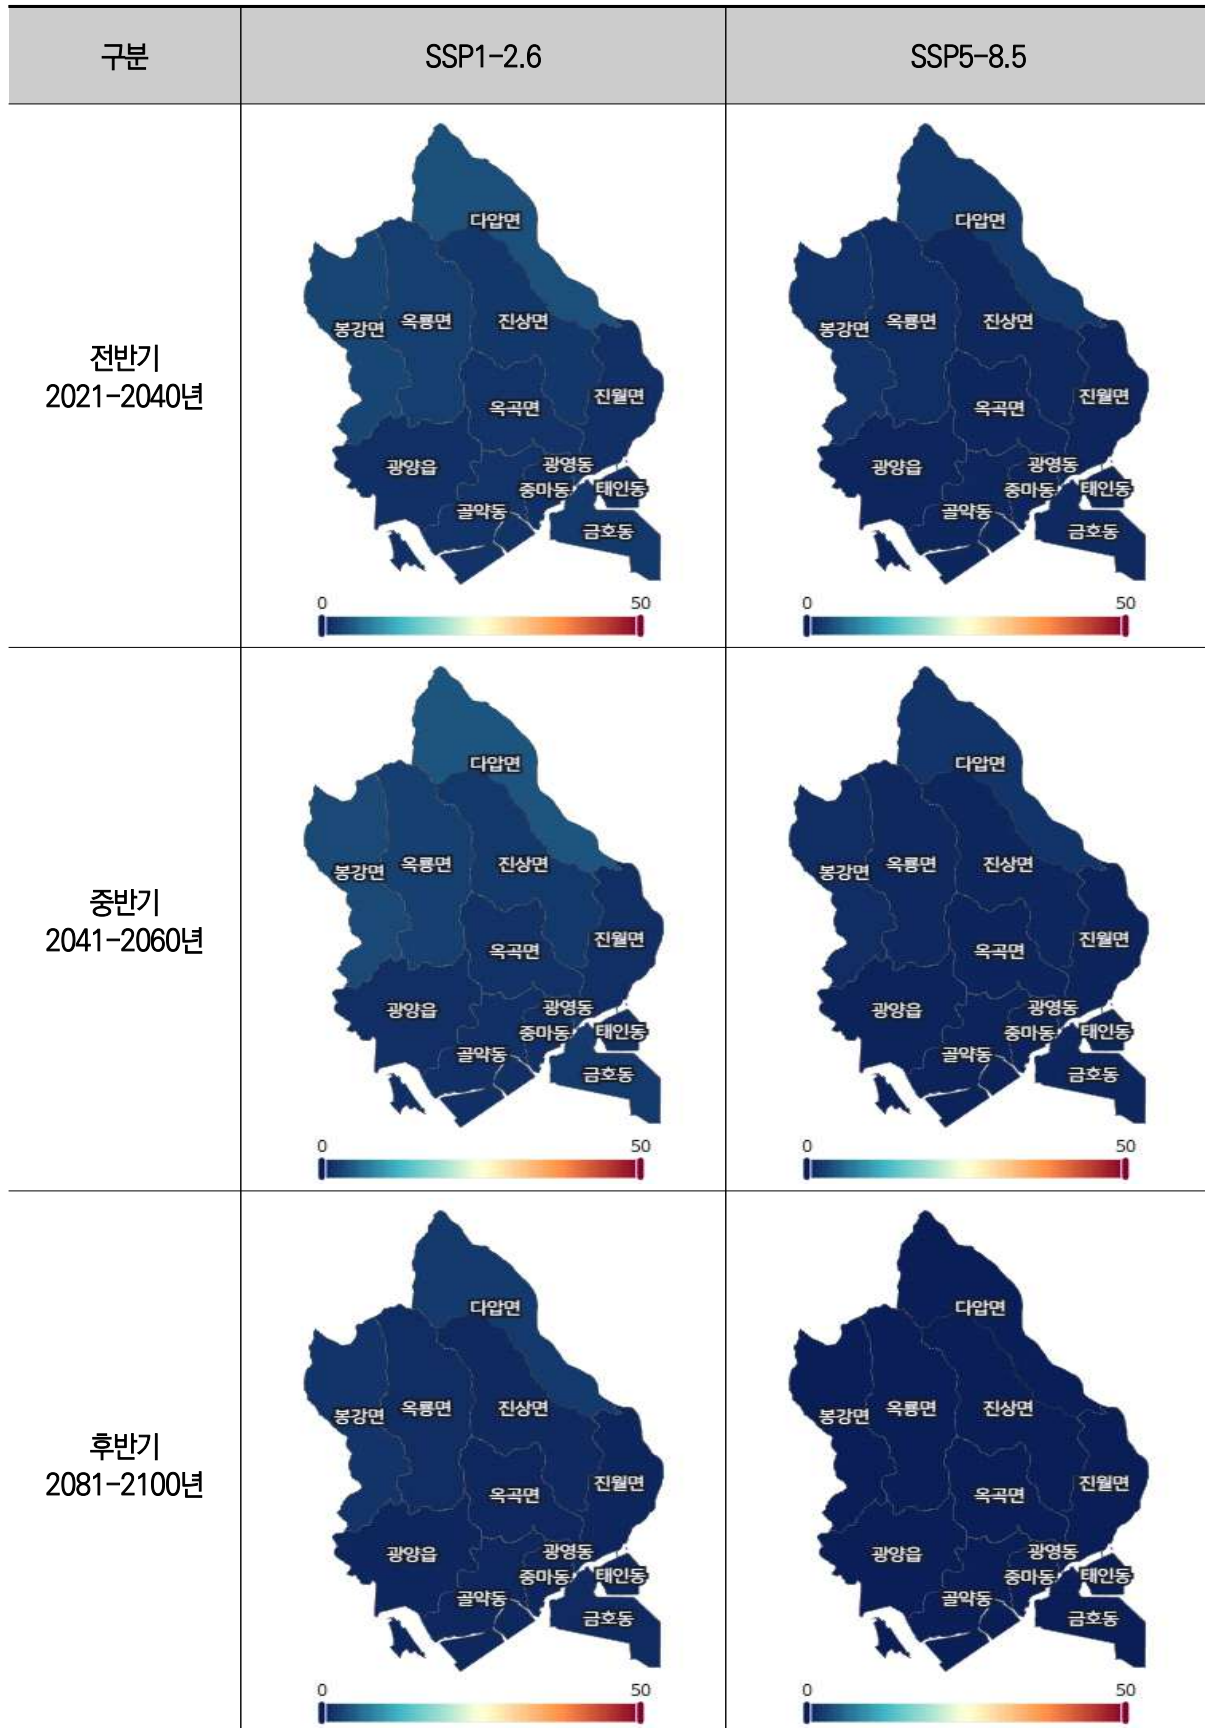 구분
SSP1-2.6
SSP5-8.5
전반기
2021-2040년
다압면
봉강면
옥룡면
진상면
진월면
옥곡면
광양읍
광영동
중마동
태인동
골약동
금호동
0
50
다압면
봉강면
옥룡면
진상면
진월면
옥곡면
광양읍
광영동
중마동
태인동
골약동
금호동
0
50
중반기
2041-2060년
다압면
봉강면
옥룡면
진상면
진월면
옥곡면
광양읍
광영동
중마동
태인동
골약동
금호동
0
50
다압면
봉강면
옥룡면
진상면
진월면
옥곡면
광양읍
광영동
중마동
태인동
골약동
금호동
0
50
후반기
2081-2100년
다압면
봉강면
옥룡면
진상면
진월면
옥곡면
광양읍
광영동
중마동
태인동
골약동
금호동
0
50
다압면
봉강면
옥룡면
진상면
진월면
옥곡면
광양읍
광영동
중마동
태인동
골약동
금호동
0
50